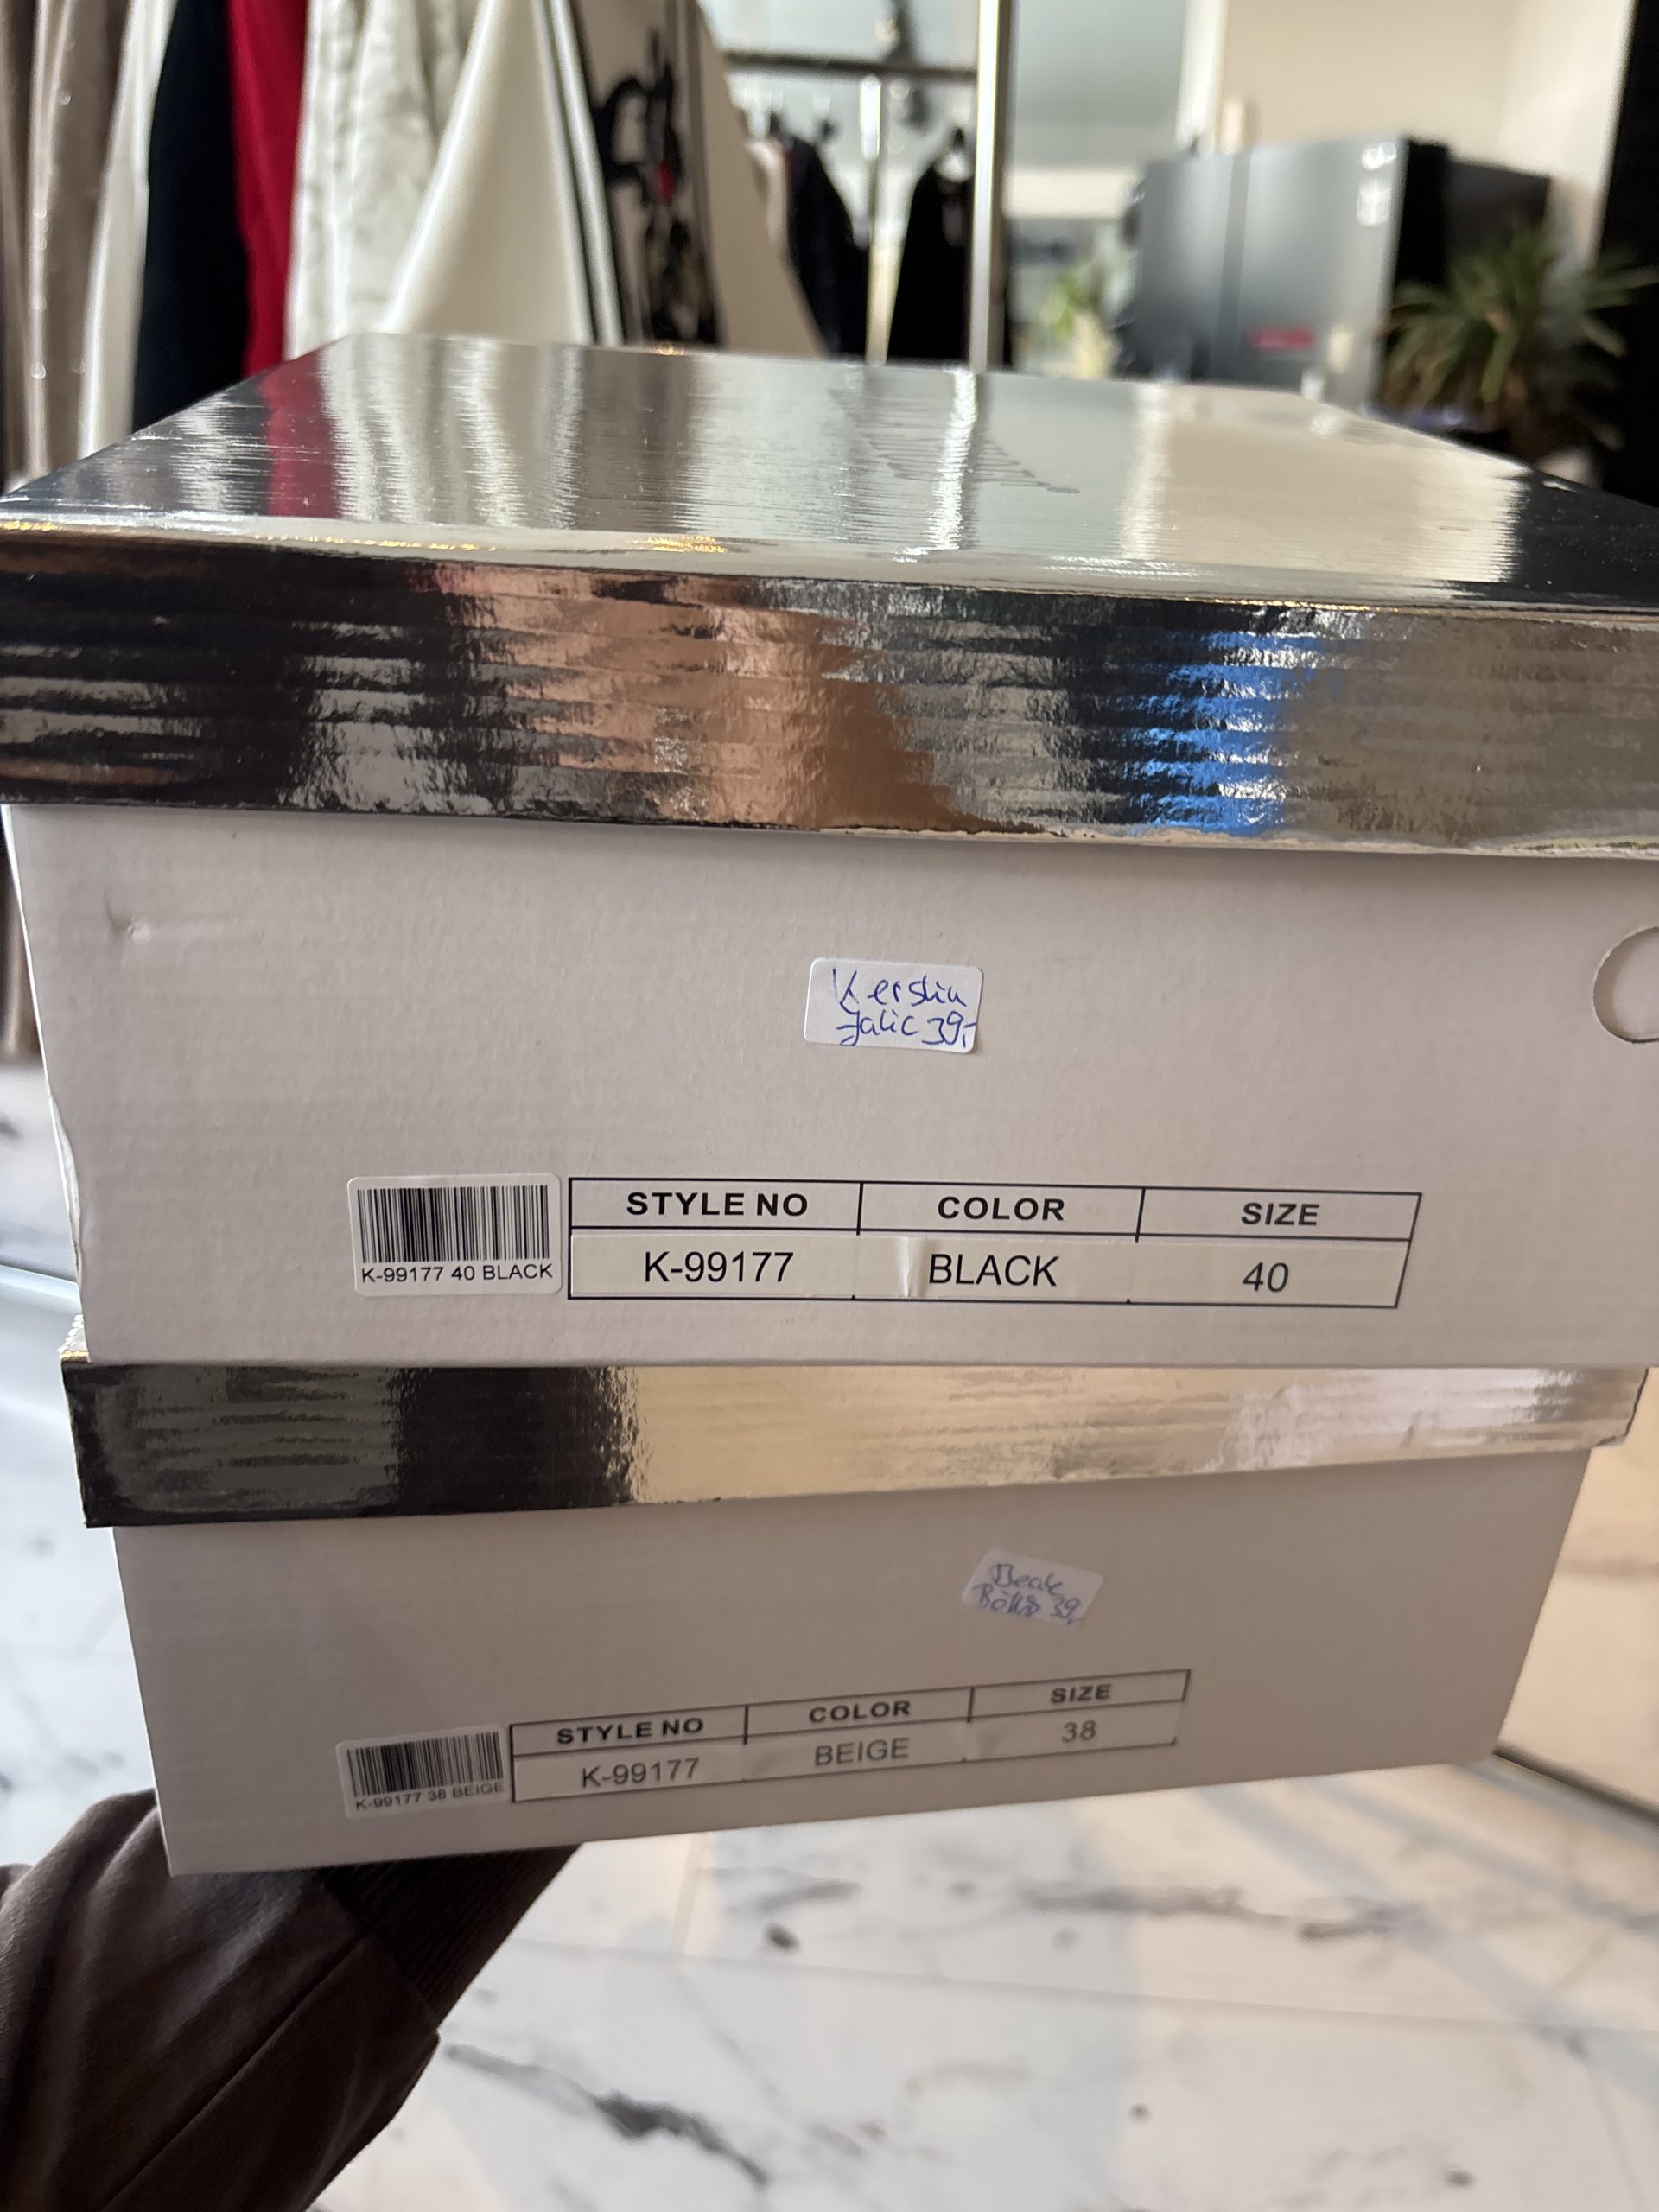 Kerstin
Jalic 39,-
K-99177 40 BLACK
STYLE NO COLOR SIZE
K-99177 BLACK 40
Beate
39,-
K-99177 38 BEIGE
STYLE NO COLOR SIZE
K-99177 BEIGE 38